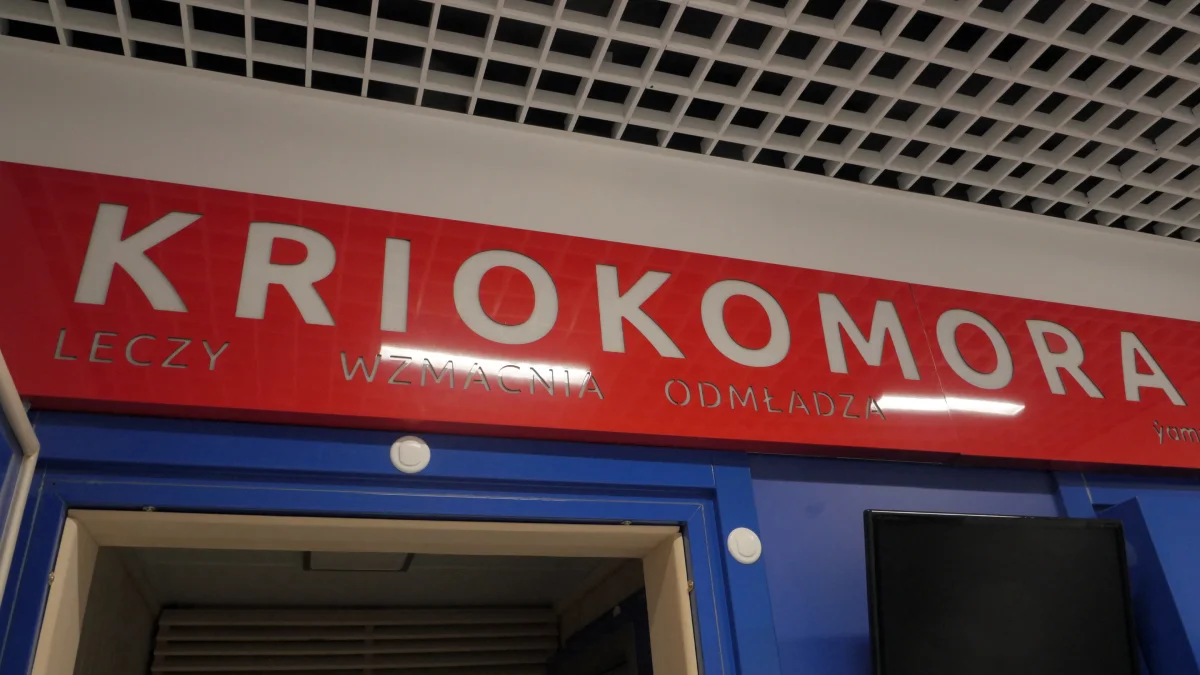 KRIOKOMORA
LECZY WZMACNIA ODMŁADZA